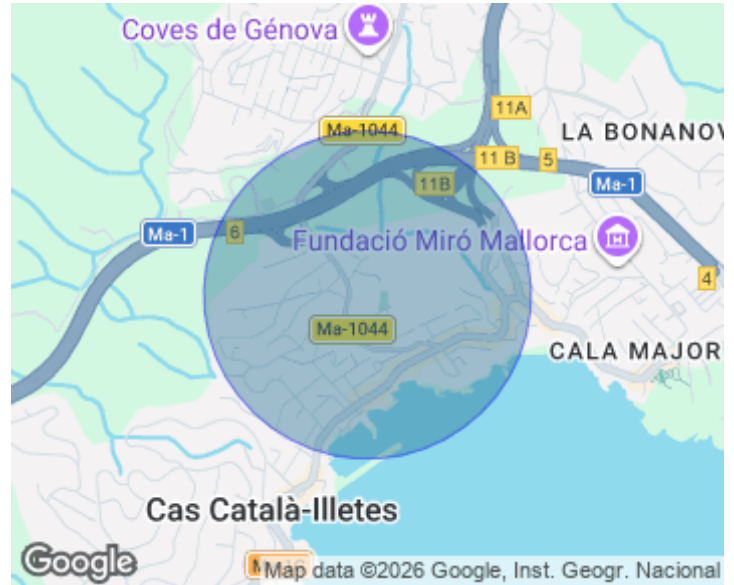 Coves de Génova
Ma-1044
11A
LA BONANOV
11 B
5
11B
Ma-1
Ma-1
6
Fundació Miró Mallorca
4
Ma-1044
CALA MAJOR
Cas Català-Illetes
Google
Map data ©2026 Google, Inst. Geogr. Nacional